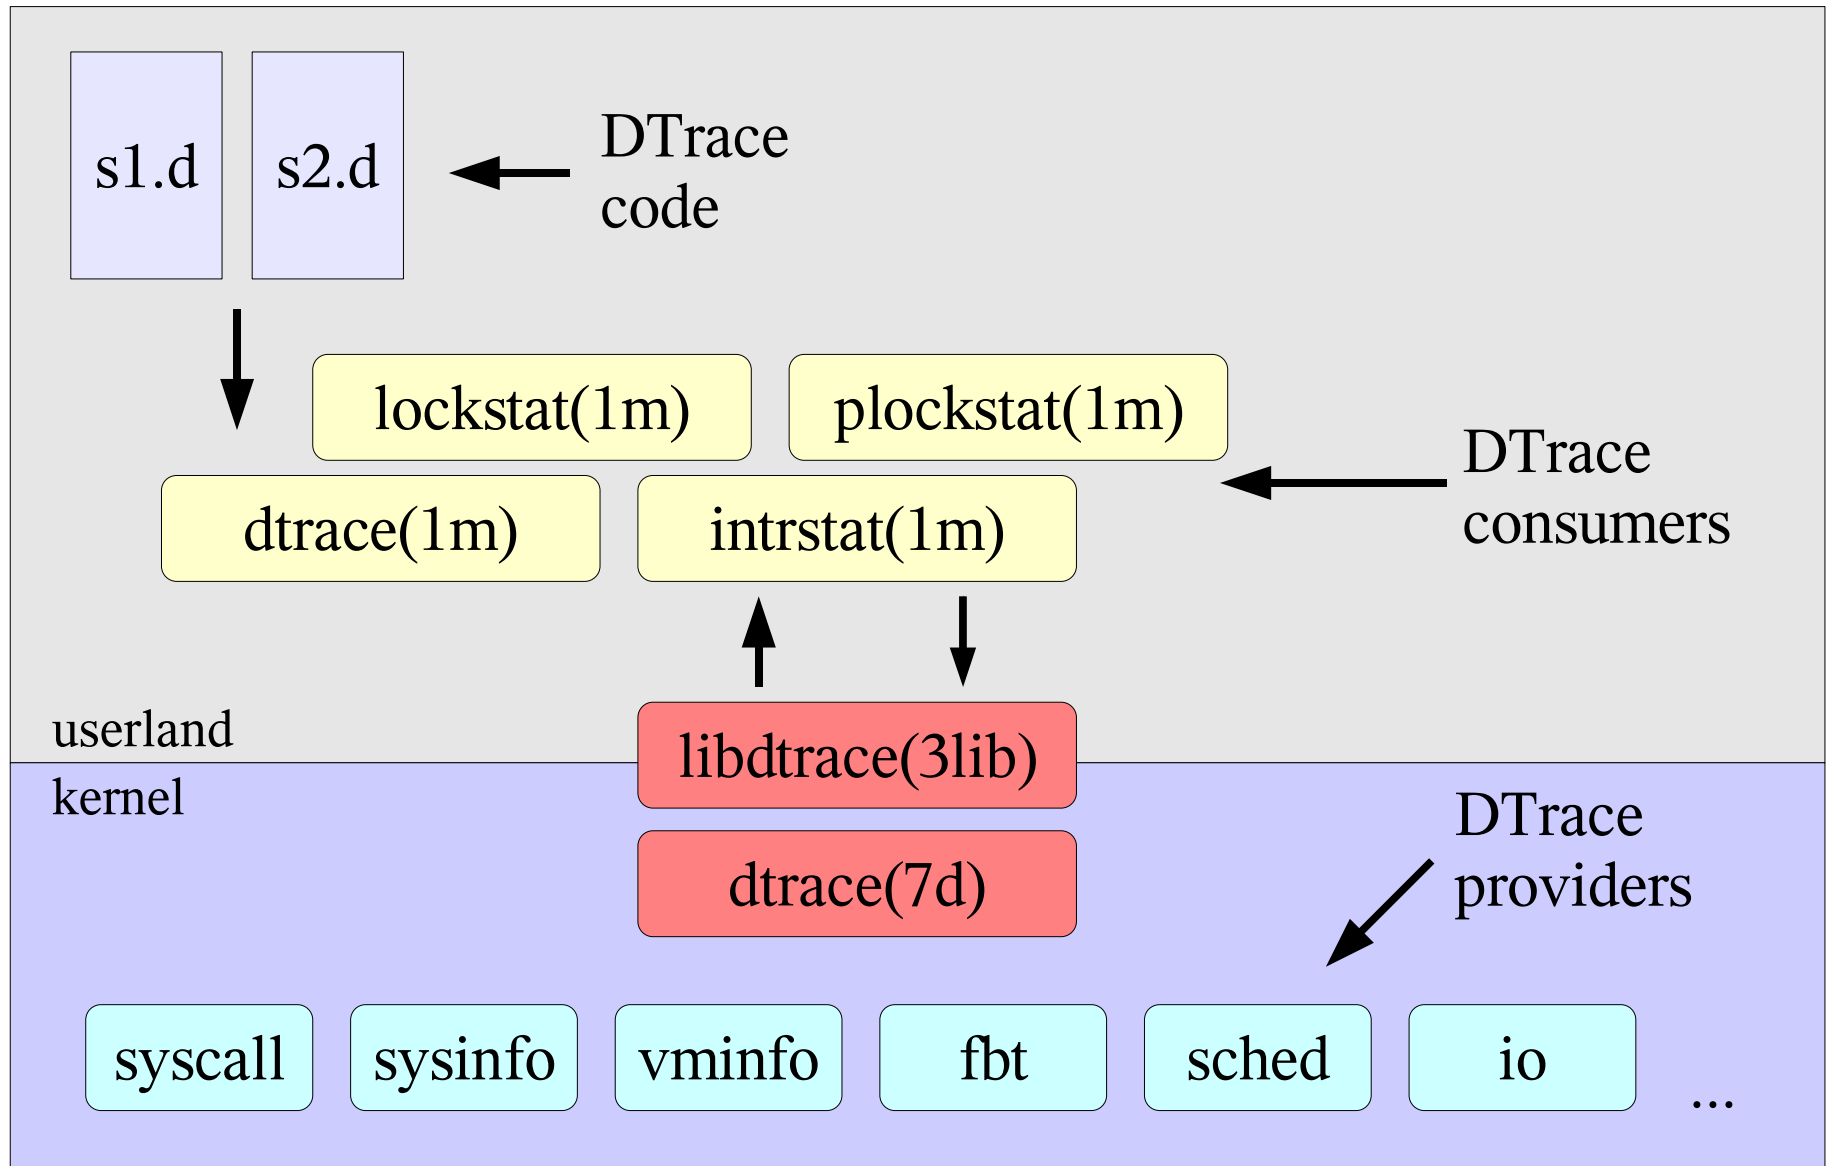 s1.d
s2.d
DTrace
code
lockstat(1m)
plockstat(1m)
dtrace(1m)
intrstat(1m)
DTrace
consumers
userland
libdtrace(3lib)
kernel
dtrace(7d)
DTrace
providers
syscall
sysinfo
vminfo
fbt
sched
io
...